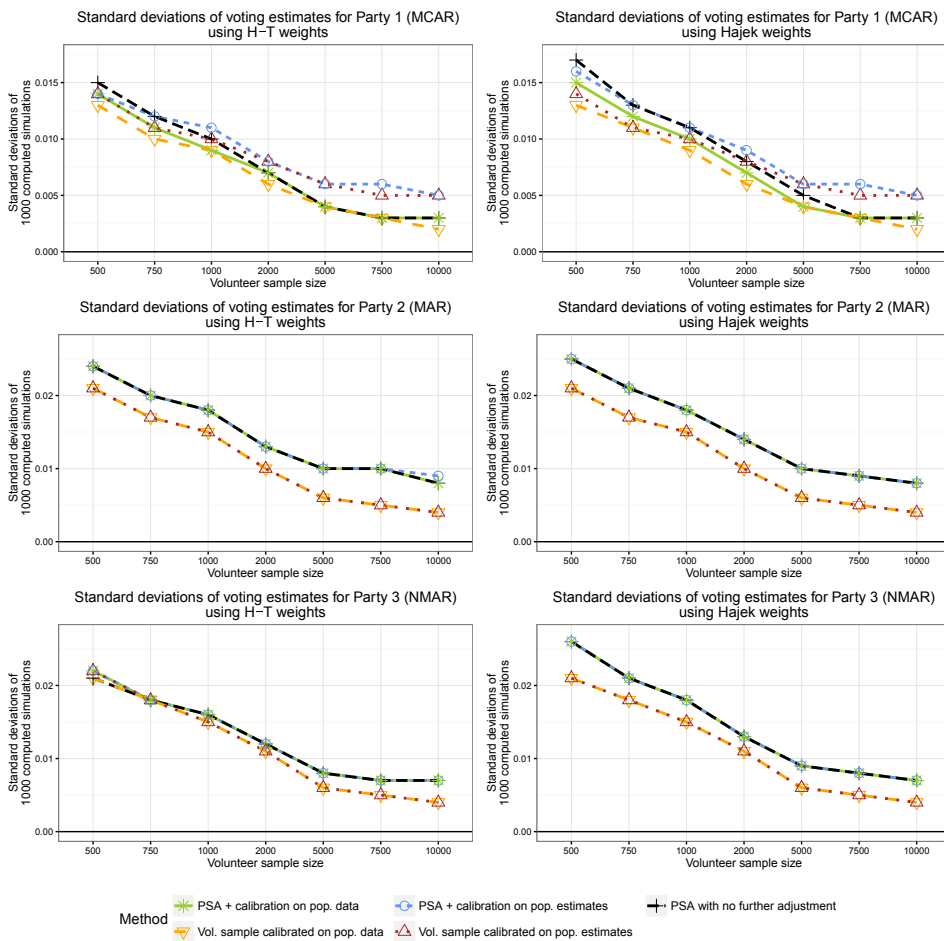 Standard deviations of voting estimates for Party 1 (MCAR)
using H−T weights
Standard deviations of
1000 computed simulations
0.015
0.010
0.005
0.000
500 750 1000 2000 5000 7500 10000
Volunteer sample size
Standard deviations of voting estimates for Party 1 (MCAR)
using Hajek weights
Standard deviations of
1000 computed simulations
0.015
0.010
0.005
0.000
500 750 1000 2000 5000 7500 10000
Volunteer sample size
Standard deviations of voting estimates for Party 2 (MAR)
using H−T weights
Standard deviations of
1000 computed simulations
0.02
0.01
0.00
500 750 1000 2000 5000 7500 10000
Volunteer sample size
Standard deviations of voting estimates for Party 2 (MAR)
using Hajek weights
Standard deviations of
1000 computed simulations
0.02
0.01
0.00
500 750 1000 2000 5000 7500 10000
Volunteer sample size
Standard deviations of voting estimates for Party 3 (NMAR)
using H−T weights
Standard deviations of
1000 computed simulations
0.02
0.01
0.00
500 750 1000 2000 5000 7500 10000
Volunteer sample size
Standard deviations of voting estimates for Party 3 (NMAR)
using Hajek weights
Standard deviations of
1000 computed simulations
0.02
0.01
0.00
500 750 1000 2000 5000 7500 10000
Volunteer sample size
Method
PSA + calibration on pop. data
PSA + calibration on pop. estimates
PSA with no further adjustment
Vol. sample calibrated on pop. data
Vol. sample calibrated on pop. estimates